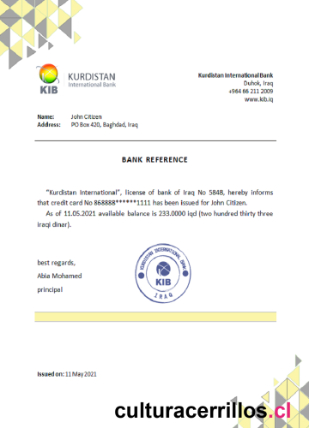 KIB
KURDISTAN
International Bank
Kurdistan International Bank
Duhok, Iraq
+964 66 211 2009
www.kib.iq
Name: John Citizen
Address: PO Box 420, Baghdad, Iraq
BANK REFERENCE
"Kurdistan International", license of bank of Iraq No 5848, hereby informs
that credit card No 868888******1111 has been issued for John Citizen.
As of 11.05.2021 available balance is 233.0000 iqd (two hundred thirty three
iraqi dinar).
best regards,
Abia Mohamed
principal
KURDISTAN INTERNATIONAL BANK
KIB
IRAQ
Issued on: 11 May 2021
culturacerrillos.cl